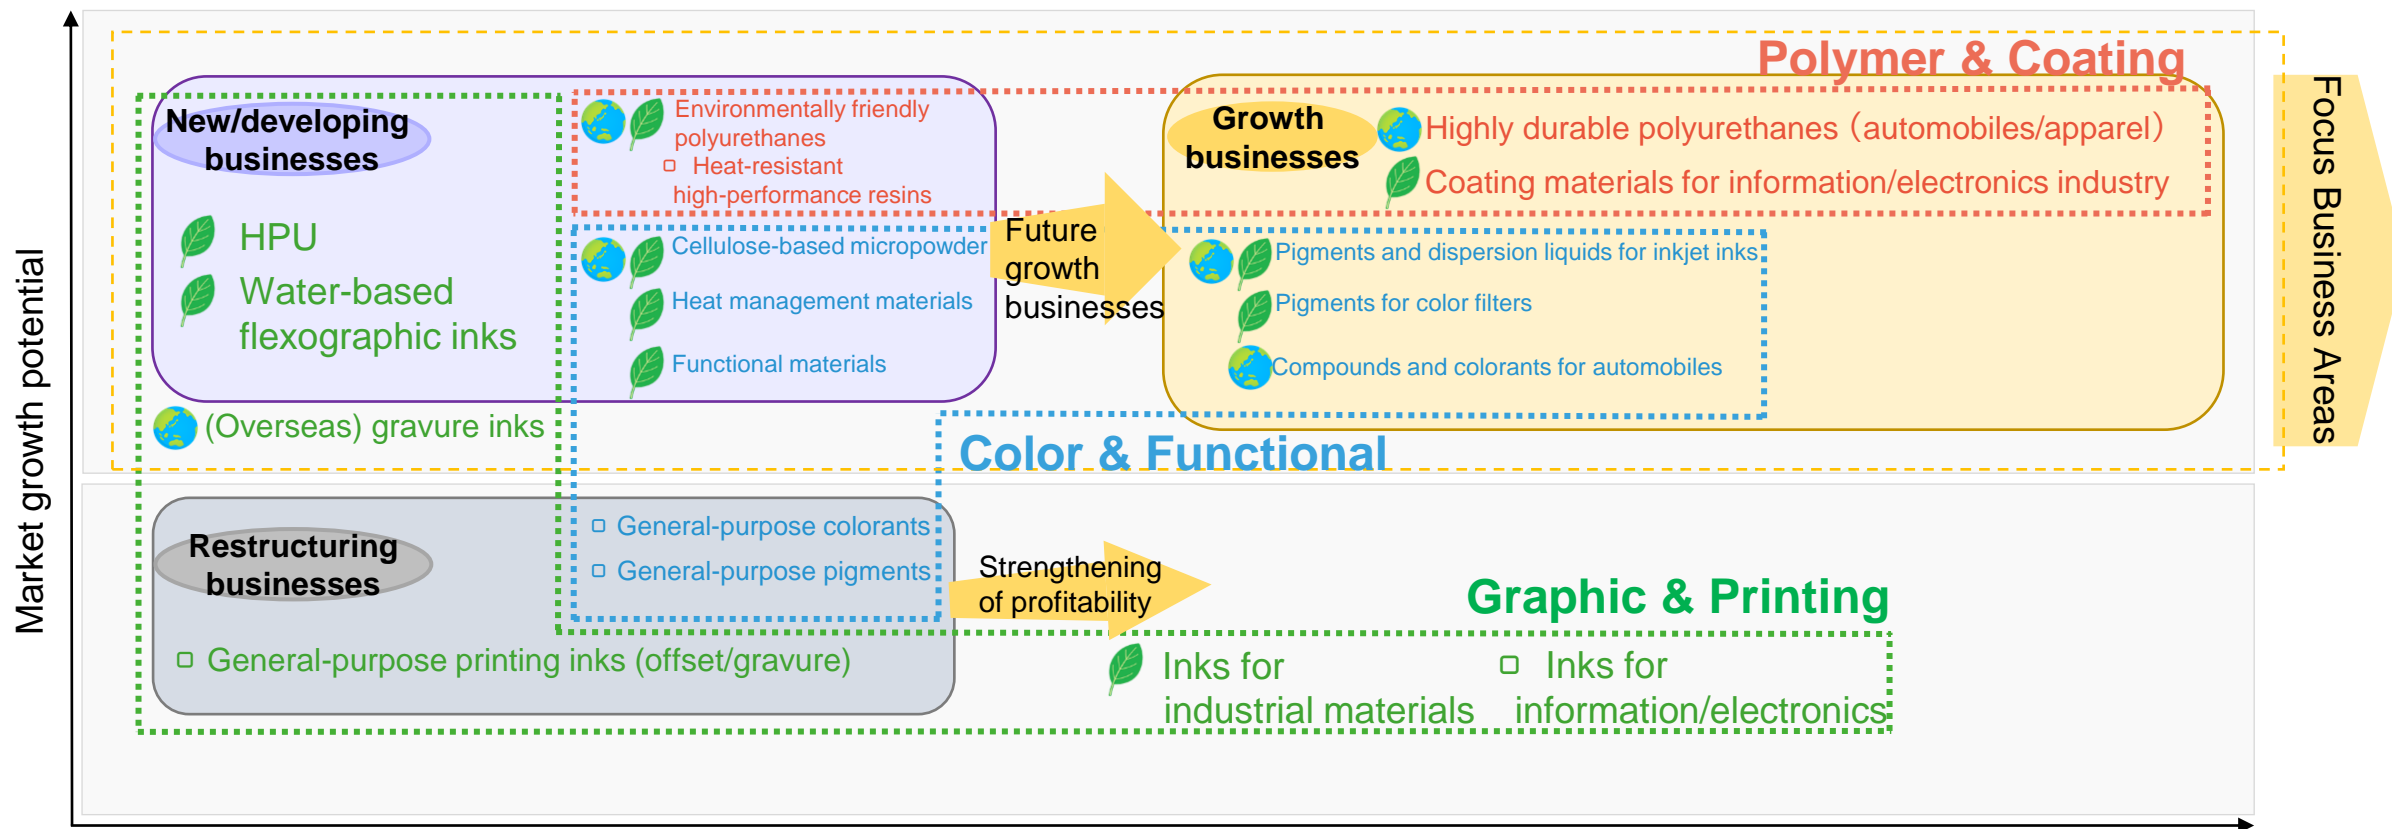 Market growth potential
Polymer & Coating
New/developing
businesses
HPU
Water-based
flexographic inks
(Overseas) gravure inks
Environmentally friendly
polyurethanes
Heat-resistant
high-performance resins
Cellulose-based micropowder
Heat management materials
Functional materials
Future
growth
businesses
Growth
businesses
Highly durable polyurethanes（automobiles/apparel）
Coating materials for information/electronics industry
Pigments and dispersion liquids for inkjet inks
Pigments for color filters
Compounds and colorants for automobiles
Color & Functional
Focus Business Areas
Restructuring
businesses
General-purpose colorants
General-purpose pigments
General-purpose printing inks (offset/gravure)
Strengthening
of profitability
Graphic & Printing
Inks for
industrial materials
Inks for
information/electronics